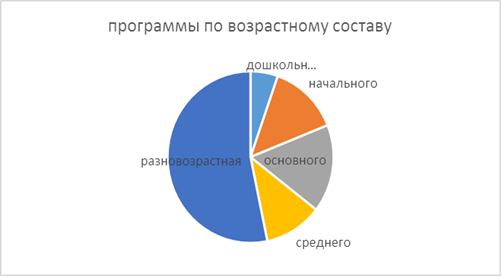 программы по возрастному составу
дошкольн...
начального
разновозрастная
основного
среднего